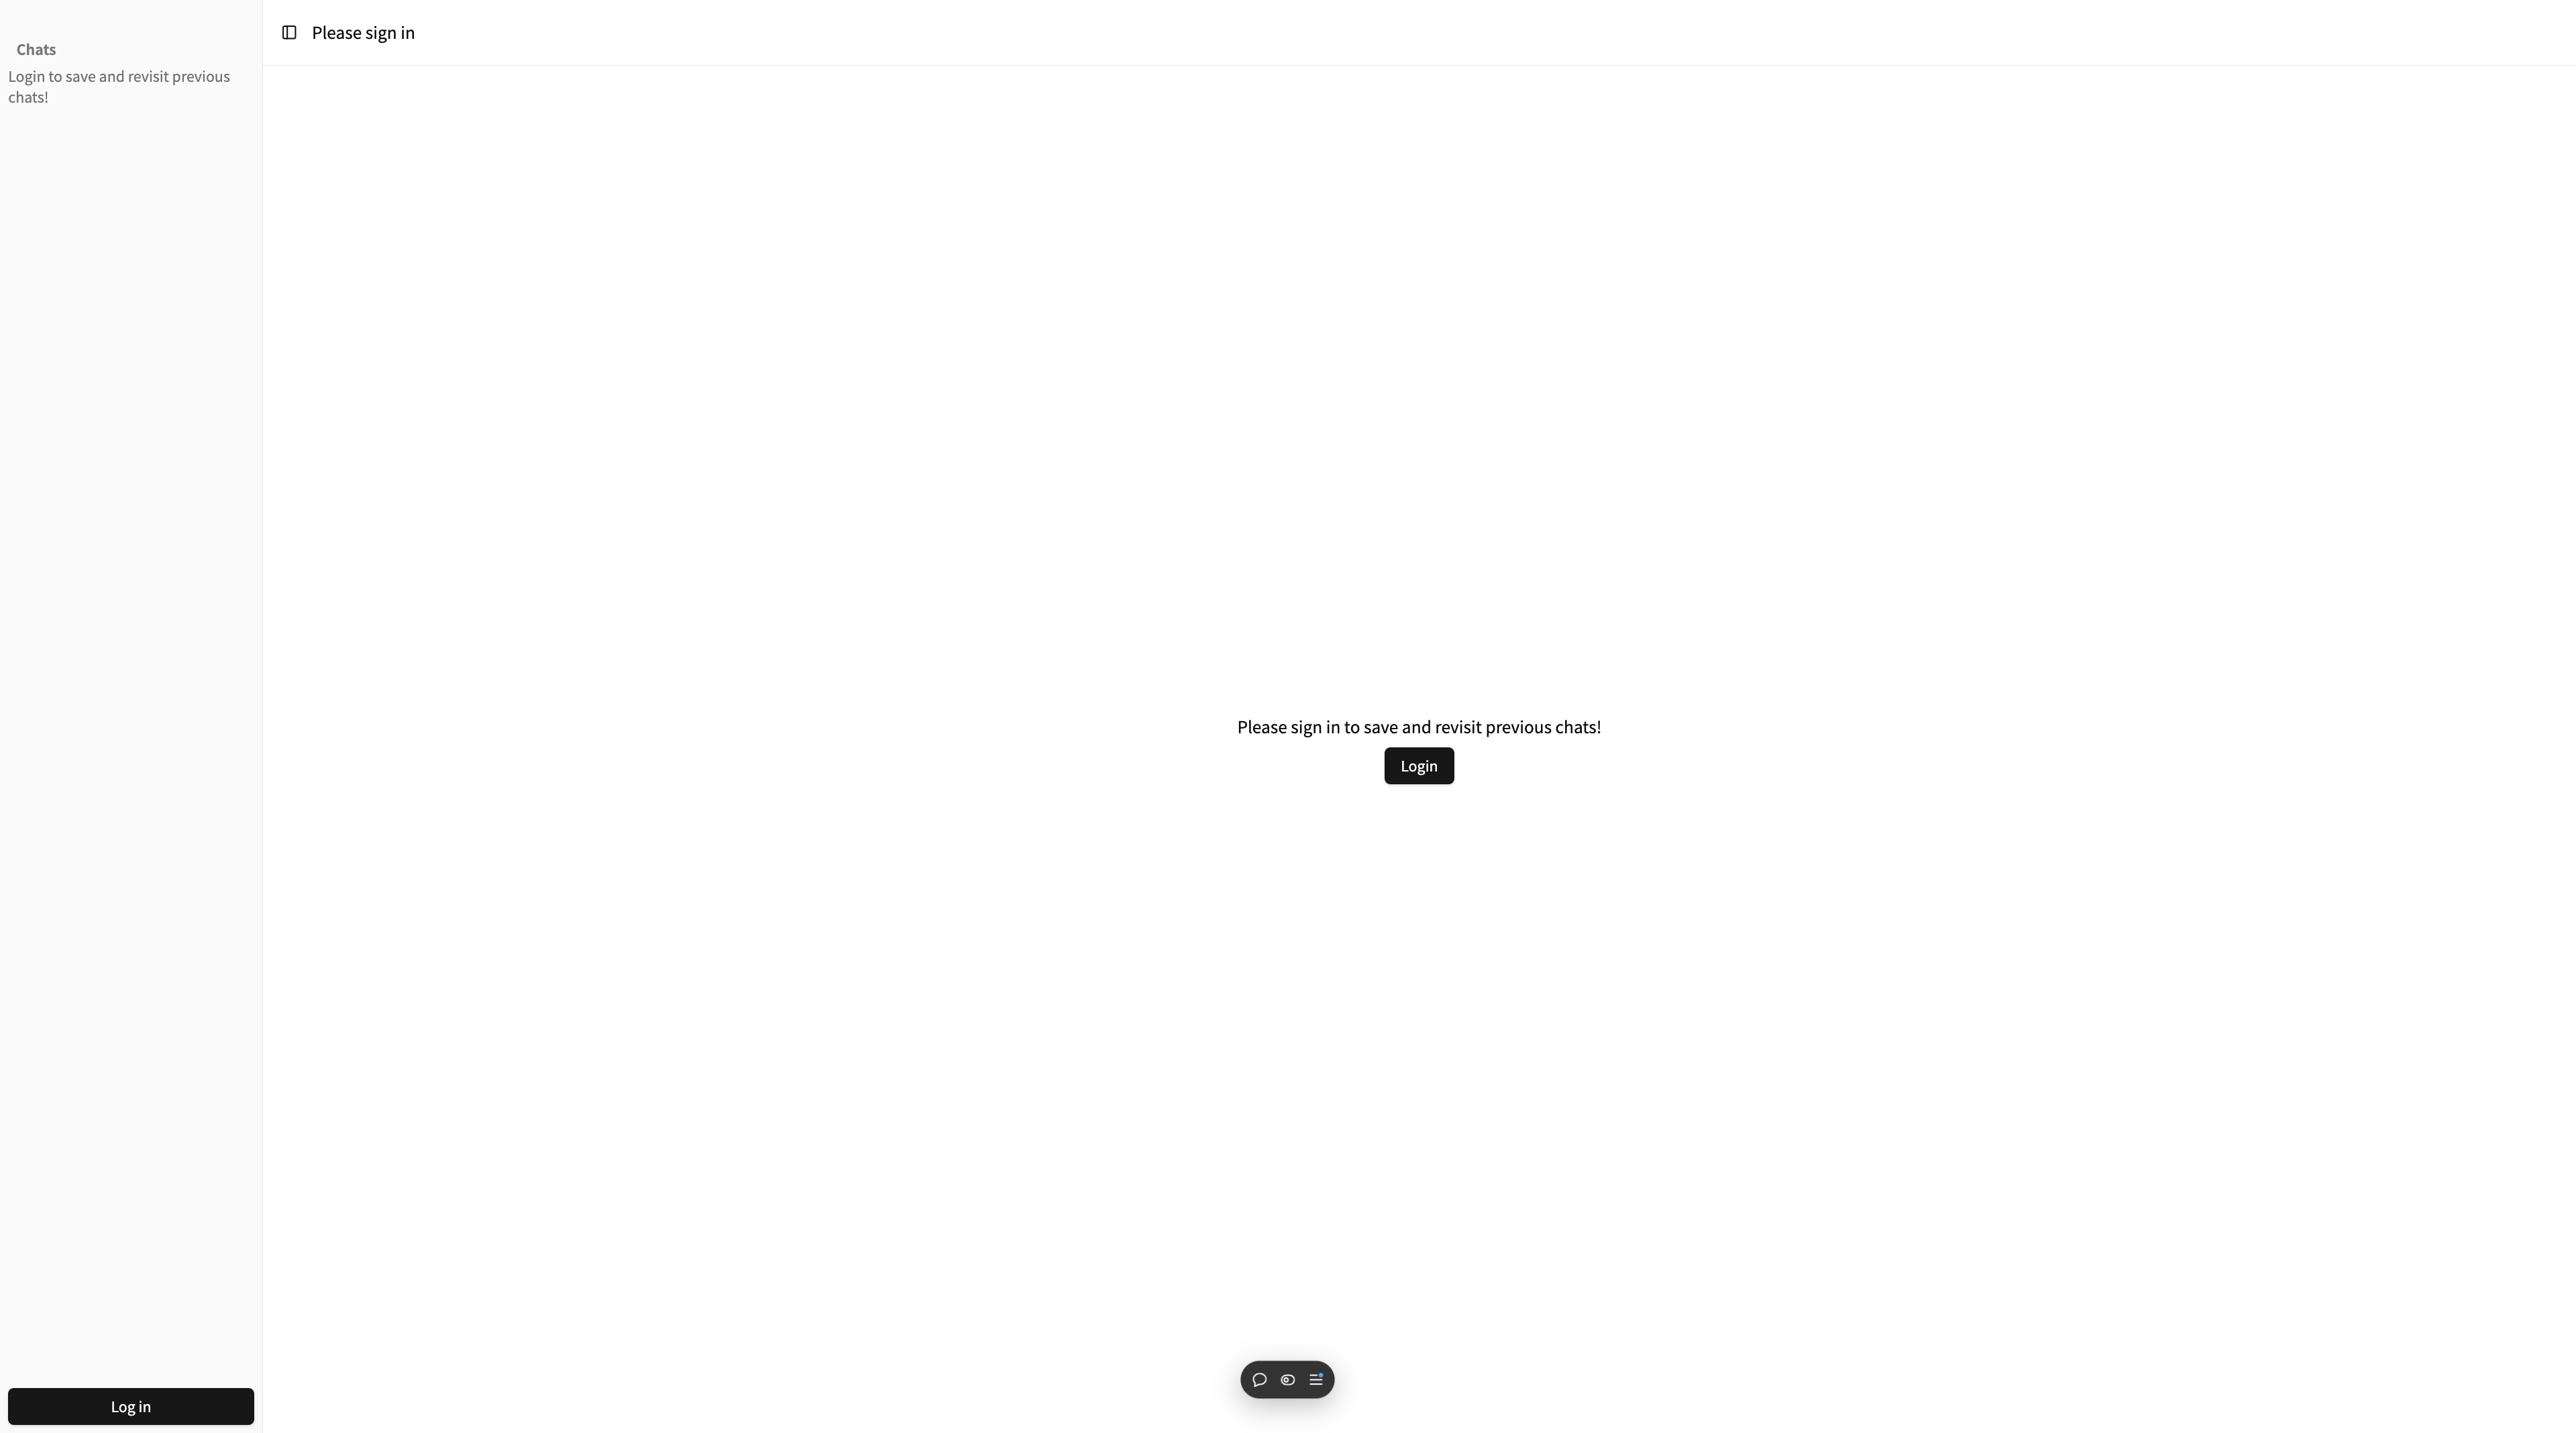 Chats
Login to save and revisit previous
chats!
Please sign in
Please sign in to save and revisit previous chats!
Login
Log in